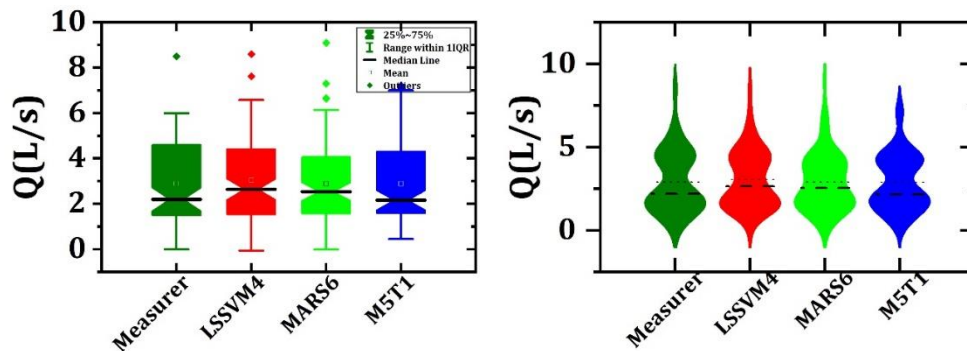 Q(L/s)
10
8
6
4
2
0
25%~75%
Range within 1IQR
Median Line
Mean
Outliers
Measurer
LSSVM4
MARS6
M5T1
Q(L/s)
10
5
0
Measurer
LSSVM4
MARS6
M5T1